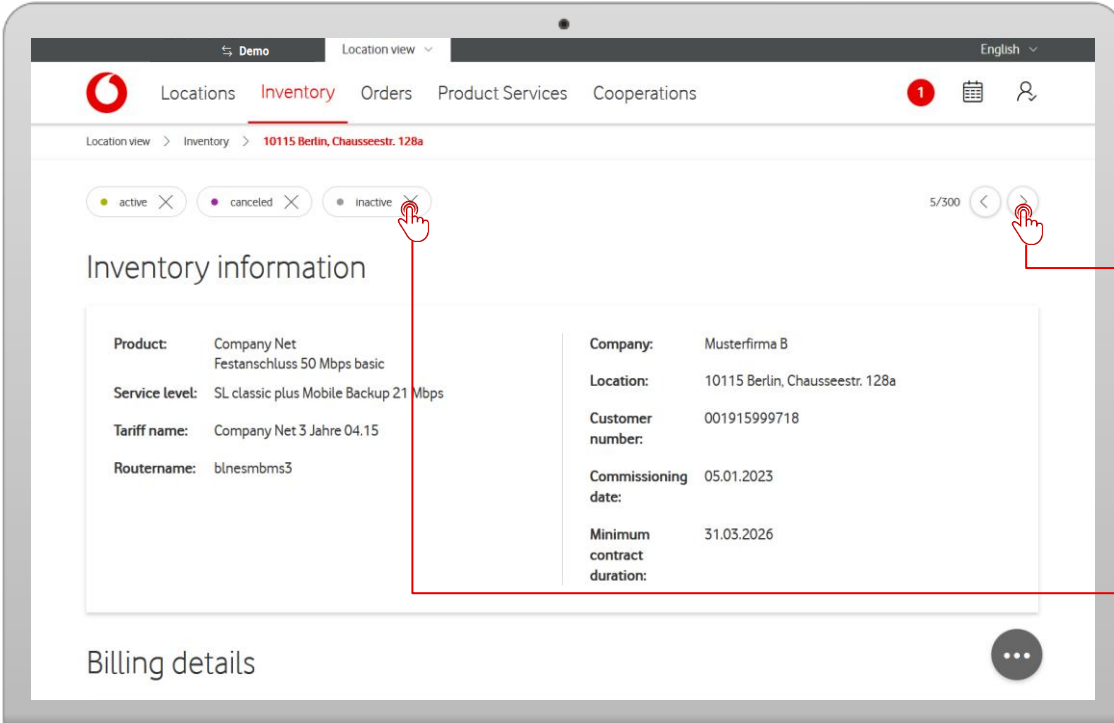 Demo
Location view
English
Locations Inventory Orders Product Services Cooperations
1
Location view > Inventory > 10115 Berlin, Chausseestr. 128a
active
canceled
inactive
5/300
Inventory information
Product: Company Net
Festanschluss 50 Mbps basic
Service level: SL classic plus Mobile Backup 21 Mbps
Tariff name: Company Net 3 Jahre 04.15
Routername: blnesmbms3
Company: Musterfirma B
Location: 10115 Berlin, Chausseestr. 128a
Customer 001915999718
number:
Commissioning 05.01.2023
date:
Minimum 31.03.2026
contract
duration:
Billing details